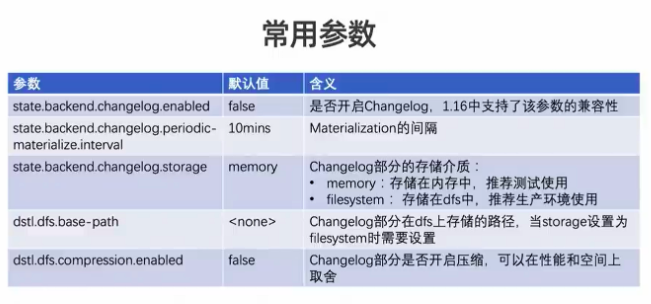 常用参数
参数 默认值 含义
state.backend.changelog.enabled false 是否开启Changelog，1.16中支持了该参数的兼容性
state.backend.changelog.periodic-
materialize.interval 10mins Materialization的间隔
state.backend.changelog.storage memory Changelog部分的存储介质：
• memory：存储在内存中，推荐测试使用
• filesystem： 存储在dfs中，推荐生产环境使用
dstl.dfs.base-path <none> Changelog部分在dfs上存储的路径，当storage设置为
filesystem时需要设置
dstl.dfs.compression.enabled false Changelog部分是否开启压缩，可以在性能和空间上
取舍